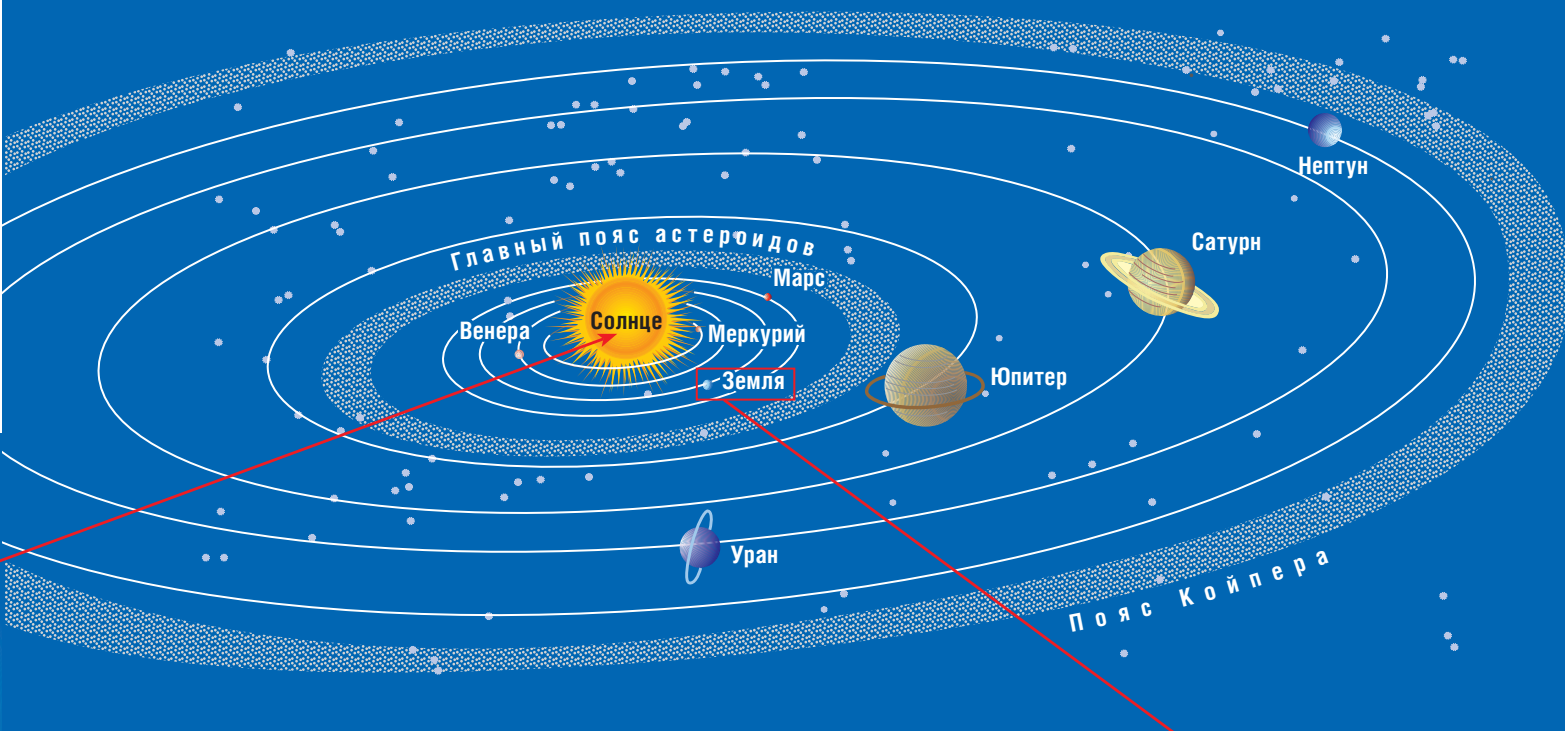 Нептун
Сатурн
Главный пояс астероидов
Марс
Солнце
Венера
Меркурий
Земля
Юпитер
Уран
Пояс Койпера